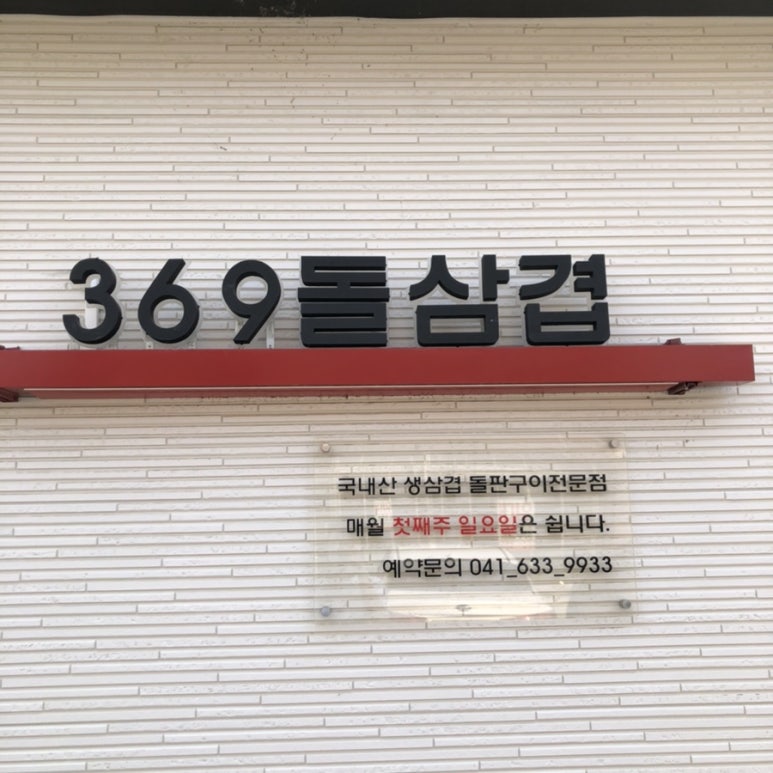 369돌삼겹
국내산 생삼겹 돌판구이전문점
매월 첫째주 일요일은 쉽니다.
예약문의 041_633_9933